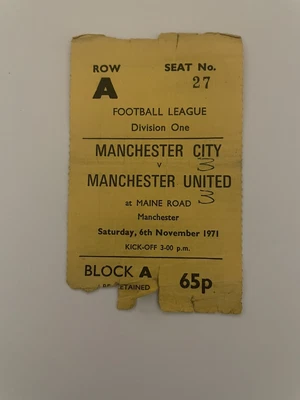 ROW SEAT No.
A 27
FOOTBALL LEAGUE
Division One
MANCHESTER CITY
3
v
MANCHESTER UNITED
3
at MAINE ROAD
Manchester
Saturday, 6th November 1971
KICK-OFF 3-00 p.m.
BLOCK A 65p